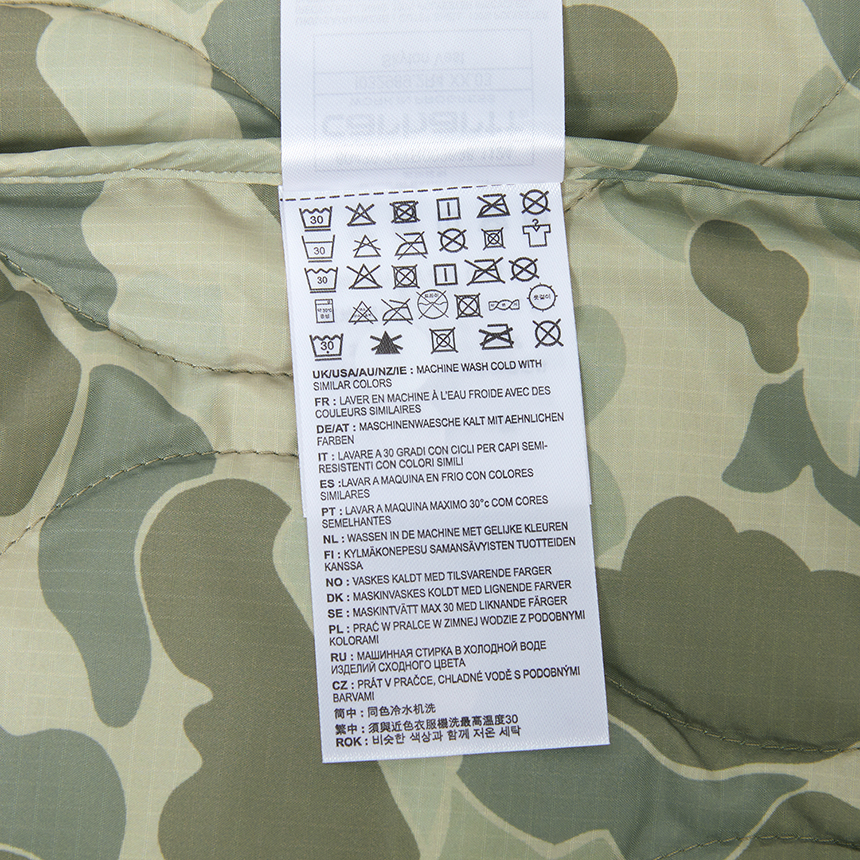 30
30
30
30
UK/USA/AU/NZ/IE : MACHINE WASH COLD WITH
SIMILAR COLORS
FR : LAVER EN MACHINE À L'EAU FROIDE AVEC DES
COULEURS SIMILAIRES
DE/AT : MASCHINENWAESCHE KALT MIT AEHNLICHEN
FARBEN
IT : LAVARE A 30 GRADI CON CICLI PER CAPI SEMI-
RESISTENTI CON COLORI SIMILI
ES :LAVAR A MAQUINA EN FRIO CON COLORES
SIMILARES
PT : LAVAR A MAQUINA MAXIMO 30°c COM CORES
SEMELHANTES
NL : WASSEN IN DE MACHINE MET GELIJKE KLEUREN
FI : KYLMÄKONEPESU SAMANSÄVYISTEN TUOTTEIDEN
KANSSA
NO : VASKES KALDT MED TILSVARENDE FARGER
DK : MASKINVASKES KOLDT MED LIGNENDE FARVER
SE : MASKINTVÄTT MAX 30 MED LIKNANDE FÄRGER
PL : PRAĆ W PRALCE W ZIMNEJ WODZIE Z PODOBNYMI
KOLORAMI
RU : МАШИННАЯ СТИРКА В ХОЛОДНОЙ ВОДЕ
ИЗДЕЛИЙ СХОДНОГО ЦВЕТА
CZ : PRÁT V PRAČCE, CHLADNÉ VODĚ S PODOBNÝMI
BARVAMI
简中 : 同色冷水机洗
繁中 : 須與近色衣服機洗最高溫度30
ROK : 비슷한 색상과 함께 저온 세탁